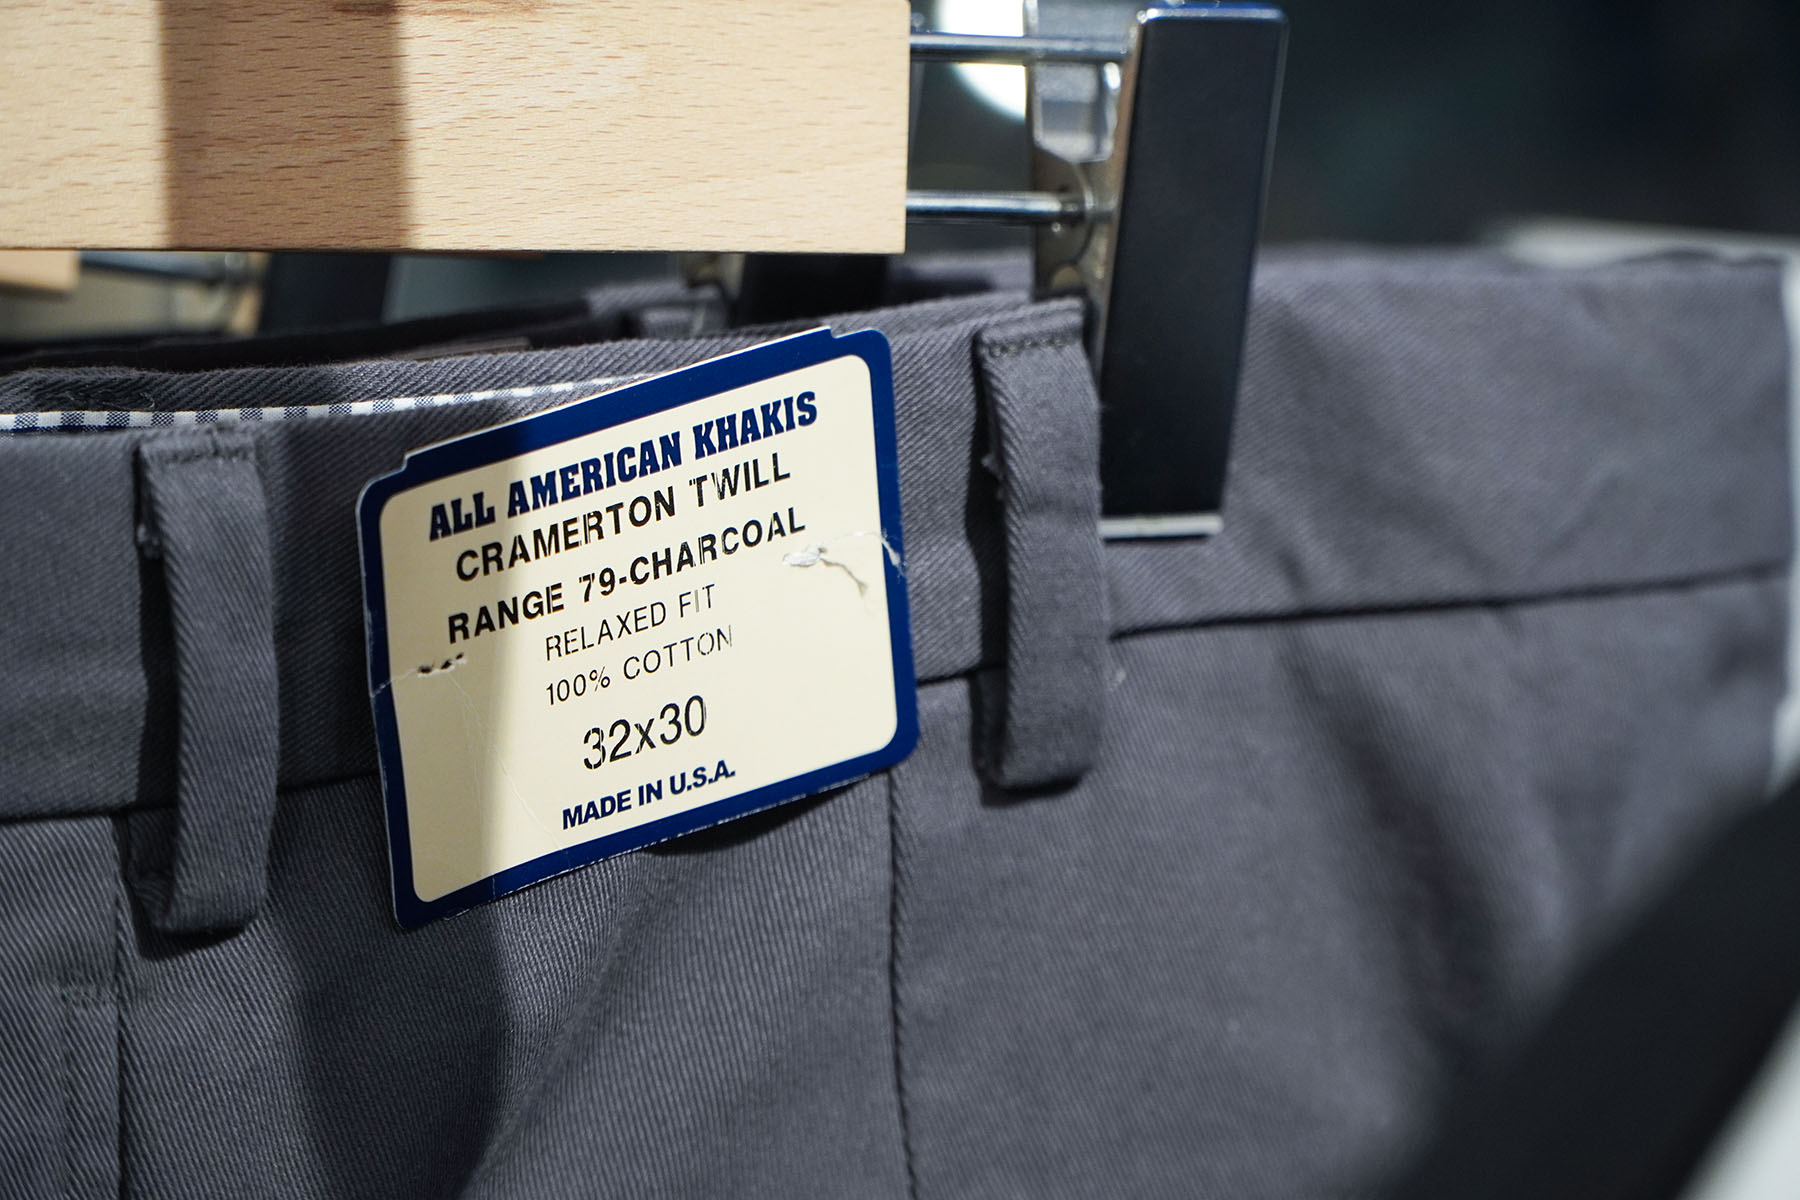 ALL AMERICAN KHAKIS
CRAMERTON TWILL
RANGE 79-CHARCOAL
RELAXED FIT
100% COTTON
32x30
MADE IN U.S.A.